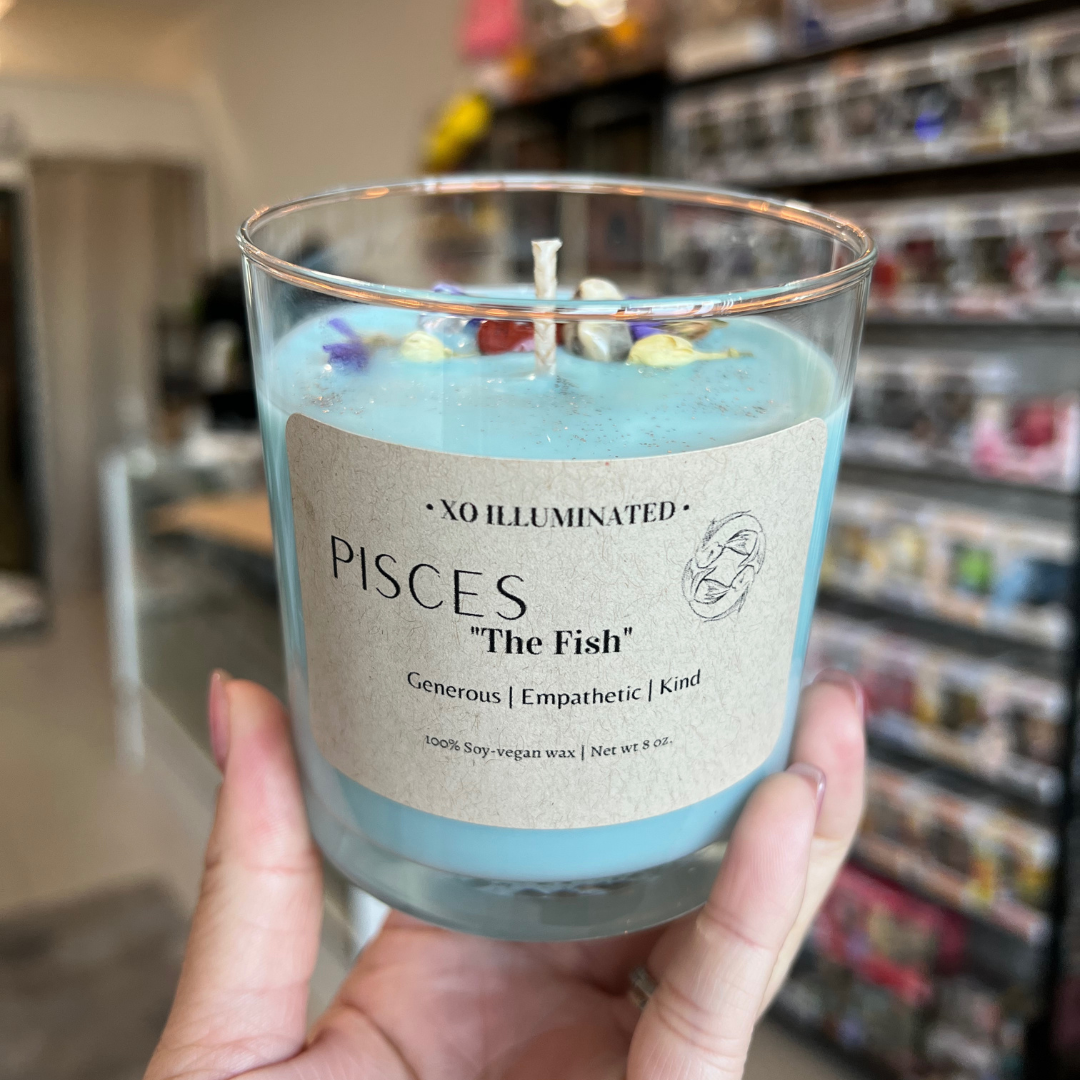 • XO ILLUMINATED •
PISCES
"The Fish"
Generous | Empathetic | Kind
100% Soy-vegan wax | Net wt 8 oz.